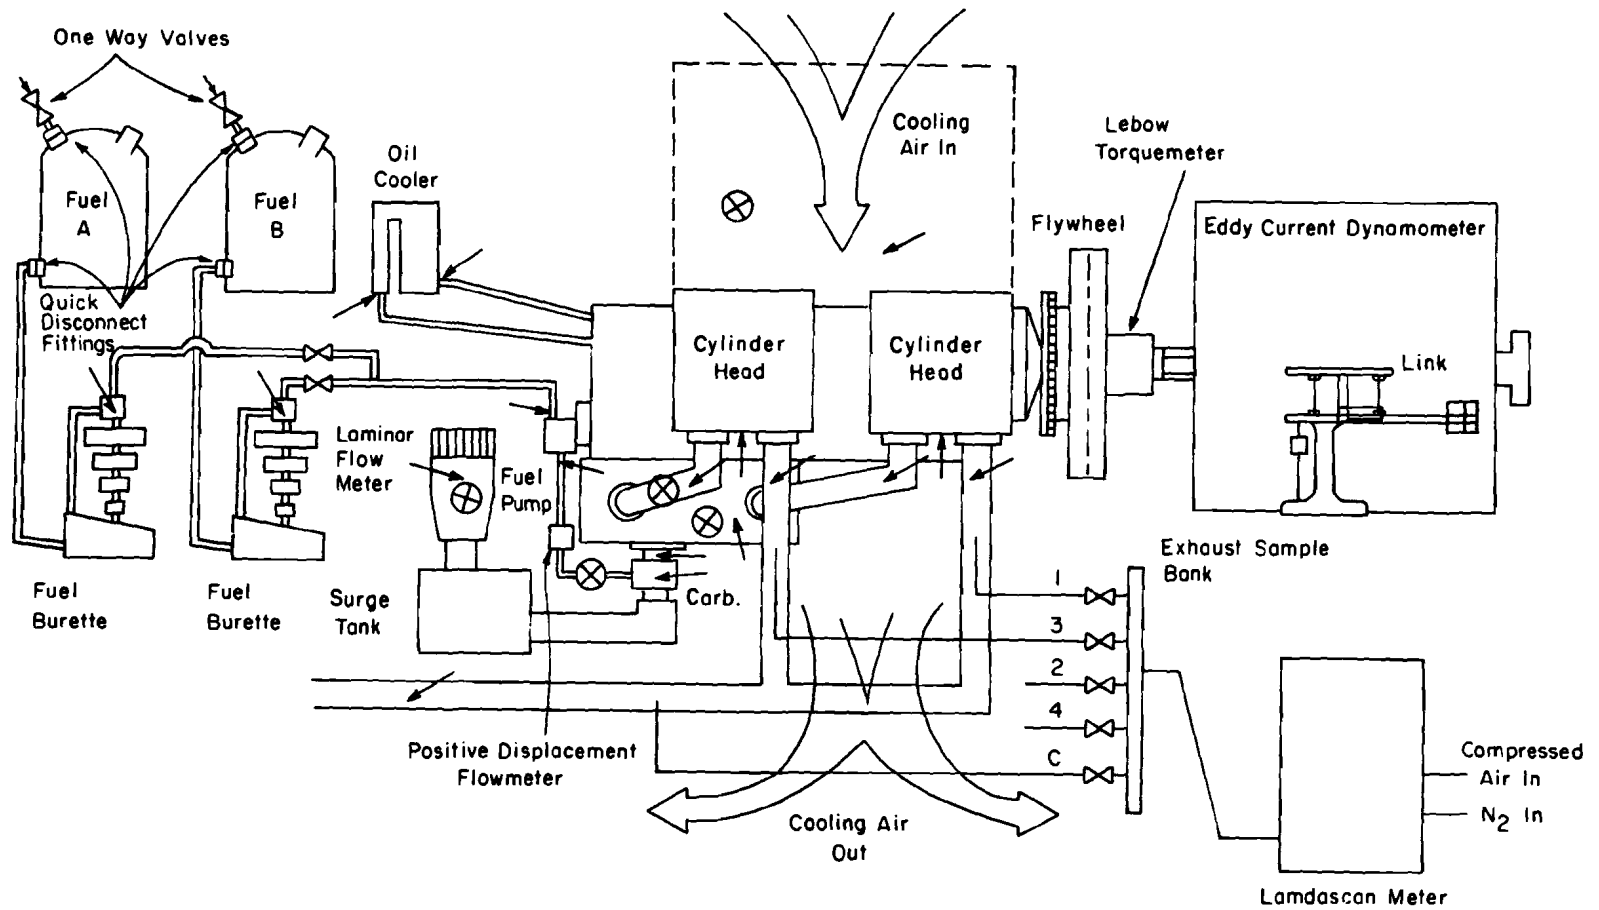 One Way Valves
Fuel
A
Fuel
B
Oil
Cooler
Cooling
Air In
Lebow
Torquemeter
Flywheel
Eddy Current Dynamometer
Link
Quick
Disconnect
Fittings
Cylinder
Head
Cylinder
Head
Laminar
Flow
Meter
Fuel
Pump
Fuel
Burette
Fuel
Burette
Surge
Tank
Carb.
Exhaust Sample
Bank
1
3
2
4
C
Positive Displacement
Flowmeter
Cooling Air
Out
Compressed
Air In
N2 In
Lamdascan Meter